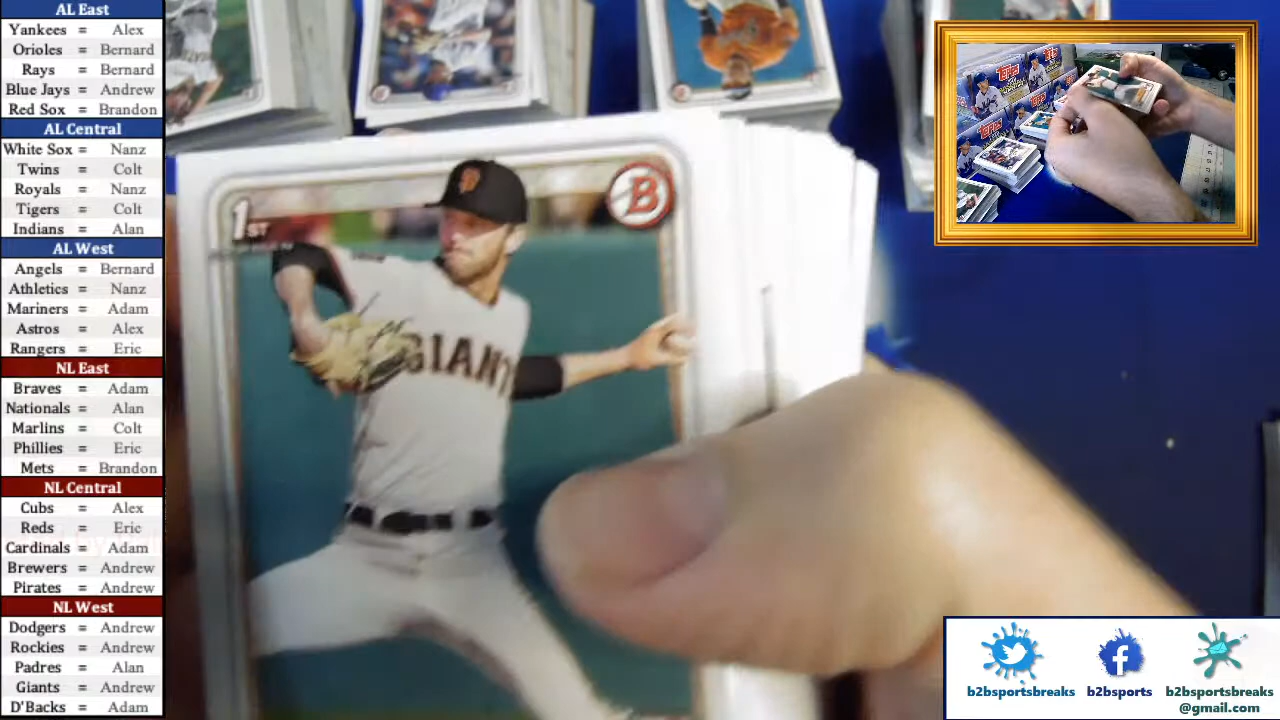 AL East
Yankees = Alex
Orioles = Bernard
Rays = Bernard
Blue Jays = Andrew
Red Sox = Brandon
AL Central
White Sox = Nanz
Twins = Colt
Royals = Nanz
Tigers = Colt
Indians = Alan
AL West
Angels = Bernard
Athletics = Nanz
Mariners = Adam
Astros = Alex
Rangers = Eric
NL East
Braves = Adam
Nationals = Alan
Marlins = Colt
Phillies = Eric
Mets = Brandon
NL Central
Cubs = Alex
Reds = Eric
Cardinals = Adam
Brewers = Andrew
Pirates = Andrew
NL West
Dodgers = Andrew
Rockies = Andrew
Padres = Alan
Giants = Andrew
D'Backs = Adam
1st
B
GIANT
Topps
Topps
b2bsportsbreaks
b2bsports
b2bsportsbreaks
@gmail.com